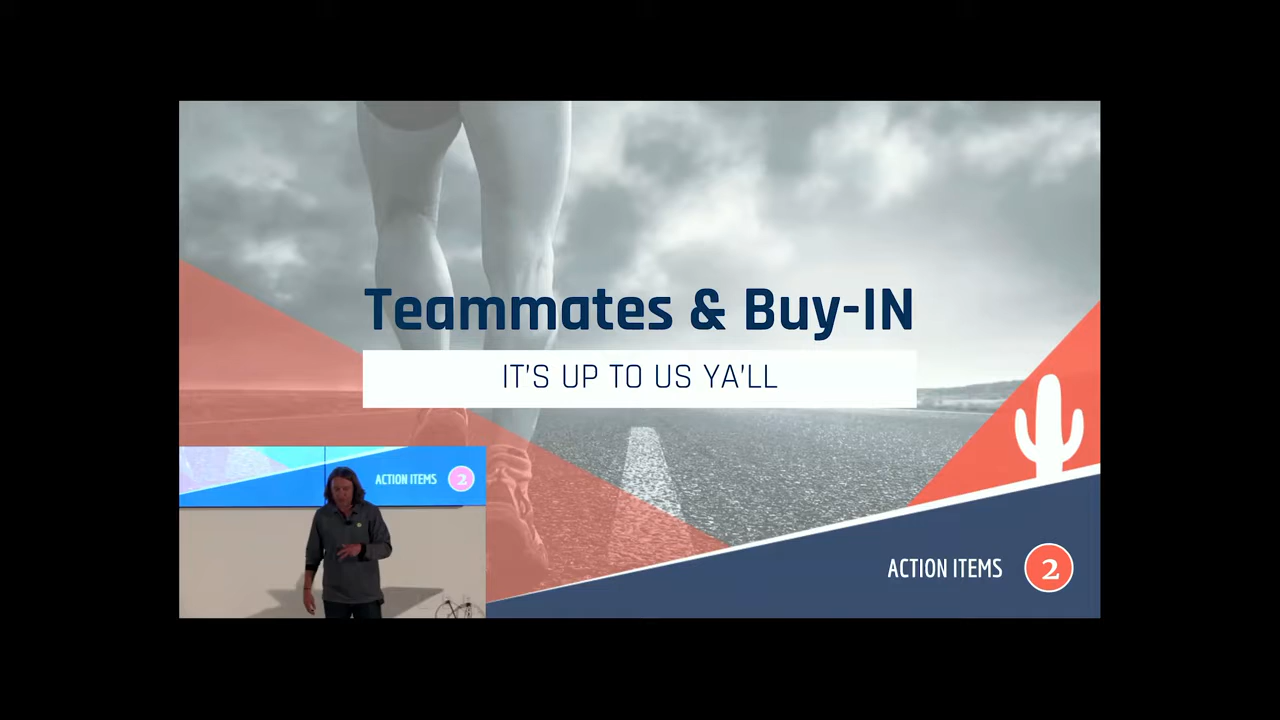 Teammates & Buy-IN
IT'S UP TO US YA'LL
ACTION ITEMS 2
ACTION ITEMS 2